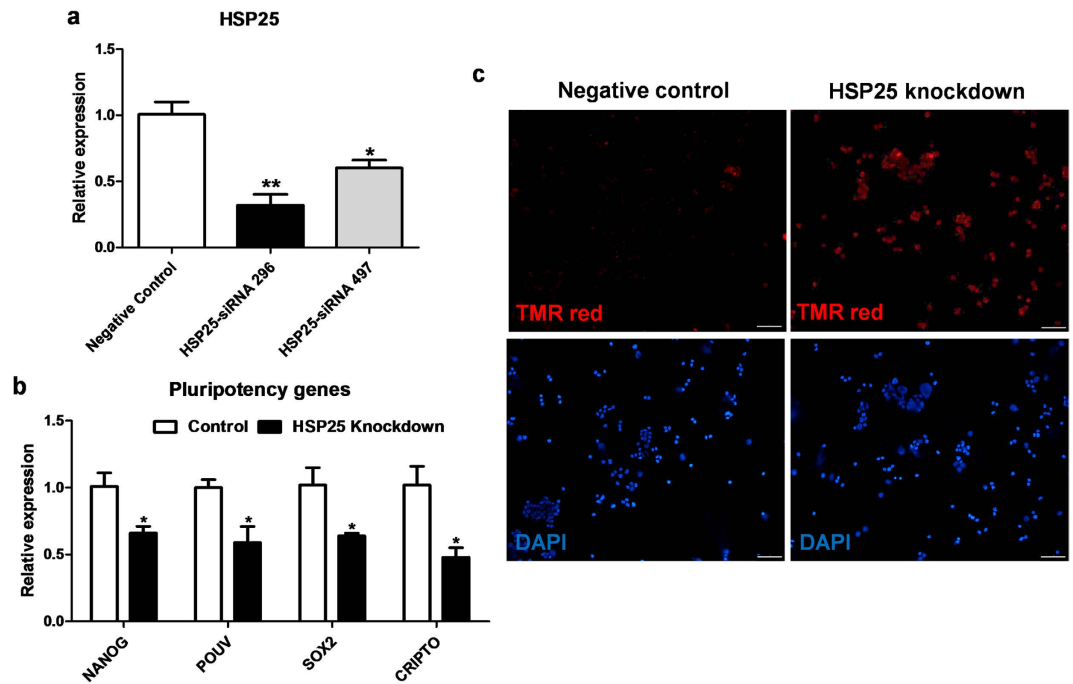 a
HSP25
Relative expression
1.5
1.0
0.5
0.0
**
*
Negative Control
HSP25-siRNA 296
HSP25-siRNA 497
b
Pluripotency genes
Control
HSP25 Knockdown
Relative expression
1.5
1.0
0.5
0.0
*
*
*
*
NANOG
POUV
SOX2
CRIPTO
c
Negative control
HSP25 knockdown
TMR red
TMR red
DAPI
DAPI